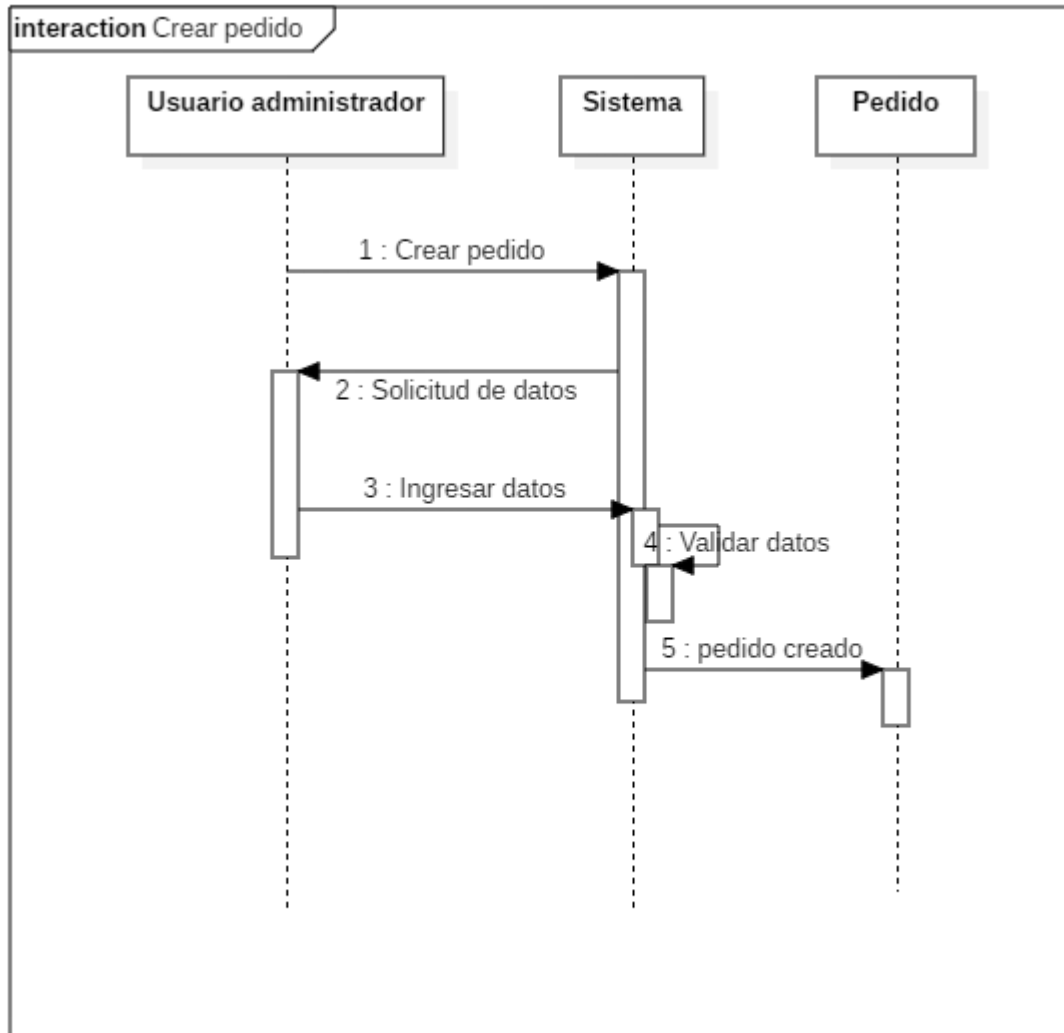 interaction Crear pedido
Usuario administrador
Sistema
Pedido
1 : Crear pedido
2 : Solicitud de datos
3 : Ingresar datos
4 : Validar datos
5 : pedido creado